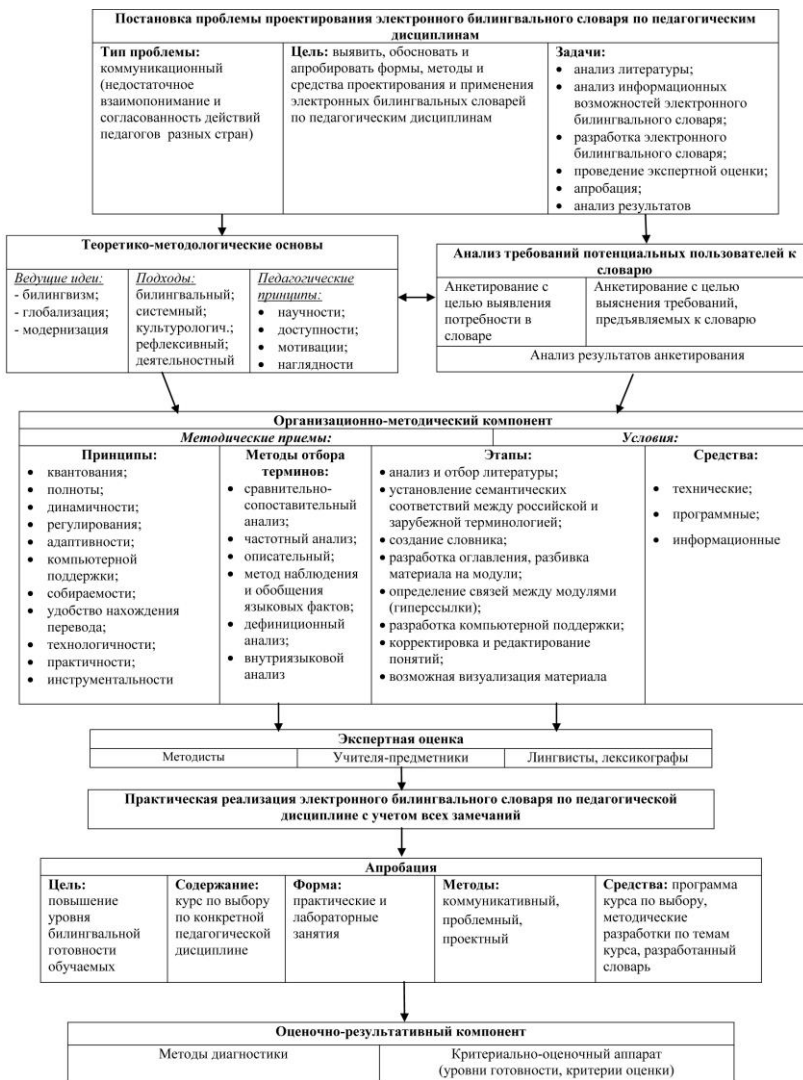 Постановка проблемы проектирования электронного билингвального словаря по педагогическим
дисциплинам
Тип проблемы:
коммуникационный
(недостаточное
взаимопонимание и
согласованность действий
педагогов разных стран)
Цель: выявить, обосновать и
апробировать формы, методы и
средства проектирования и применения
электронных билингвальных словарей
по педагогическим дисциплинам
Задачи:
• анализ литературы;
• анализ информационных
возможностей электронного
билингвального словаря;
• разработка электронного
билингвального словаря;
• проведение экспертной оценки;
• апробация;
• анализ результатов
Теоретико-методологические основы
Ведущие идеи:
- билингвизм;
- глобализация;
- модернизация
Подходы:
билингвальный;
системный;
культурологич.;
рефлексивный;
деятельностный
Педагогические
принципы:
• научности;
• доступности;
• мотивации;
• наглядности
Анализ требований потенциальных пользователей к
словарю
Анкетирование с
целью выявления
потребности в
словаре
Анкетирование с целью
выяснения требований,
предъявляемых к словарю
Анализ результатов анкетирования
Организационно-методический компонент
Методические приемы:
Условия:
Принципы:
• квантования;
• полноты;
• динамичности;
• регулирования;
• адаптивности;
• компьютерной
поддержки;
• собираемости;
• удобство нахождения
перевода;
• технологичности;
• практичности;
• инструментальности
Методы отбора
терминов:
• сравнительно-
сопоставительный
анализ;
• частотный анализ;
• описательный;
• метод наблюдения
и обобщения
языковых фактов;
• дефиниционный
анализ;
• внутриязыковой
анализ
Этапы:
• анализ и отбор литературы;
• установление семантических
соответствий между российской и
зарубежной терминологией;
• создание словника;
• разработка оглавления, разбивка
материала на модули;
• определение связей между модулями
(гиперссылки);
• разработка компьютерной поддержки;
• корректировка и редактирование
понятий;
• возможная визуализация материала
Средства:
• технические;
• программные;
• информационные
Экспертная оценка
Методисты
Учителя-предметники
Лингвисты, лексикографы
Практическая реализация электронного билингвального словаря по педагогической
дисциплине с учетом всех замечаний
Апробация
Цель:
повышение
уровня
билингвальной
готовности
обучаемых
Содержание:
курс по выбору
по конкретной
педагогической
дисциплине
Форма:
практические и
лабораторные
занятия
Методы:
коммуникативный,
проблемный,
проектный
Средства: программа
курса по выбору,
методические
разработки по темам
курса, разработанный
словарь
Оценочно-результативный компонент
Методы диагностики
Критериально-оценочный аппарат
(уровни готовности, критерии оценки)